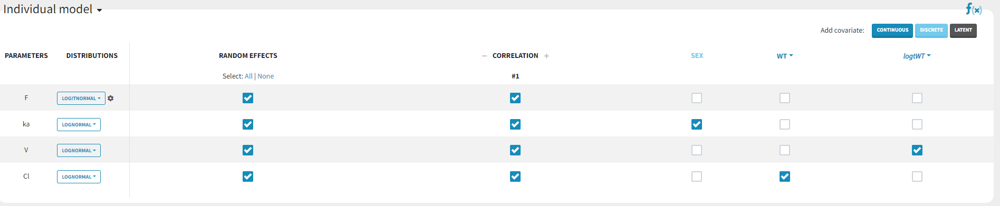 Individual model
f(x)
Add covariate: CONTINUOUS DISCRETE LATENT
PARAMETERS DISTRIBUTIONS RANDOM EFFECTS − CORRELATION + SEX WT logtWT
Select: All | None #1
F LOGITNORMAL
ka LOGNORMAL
V LOGNORMAL
Cl LOGNORMAL